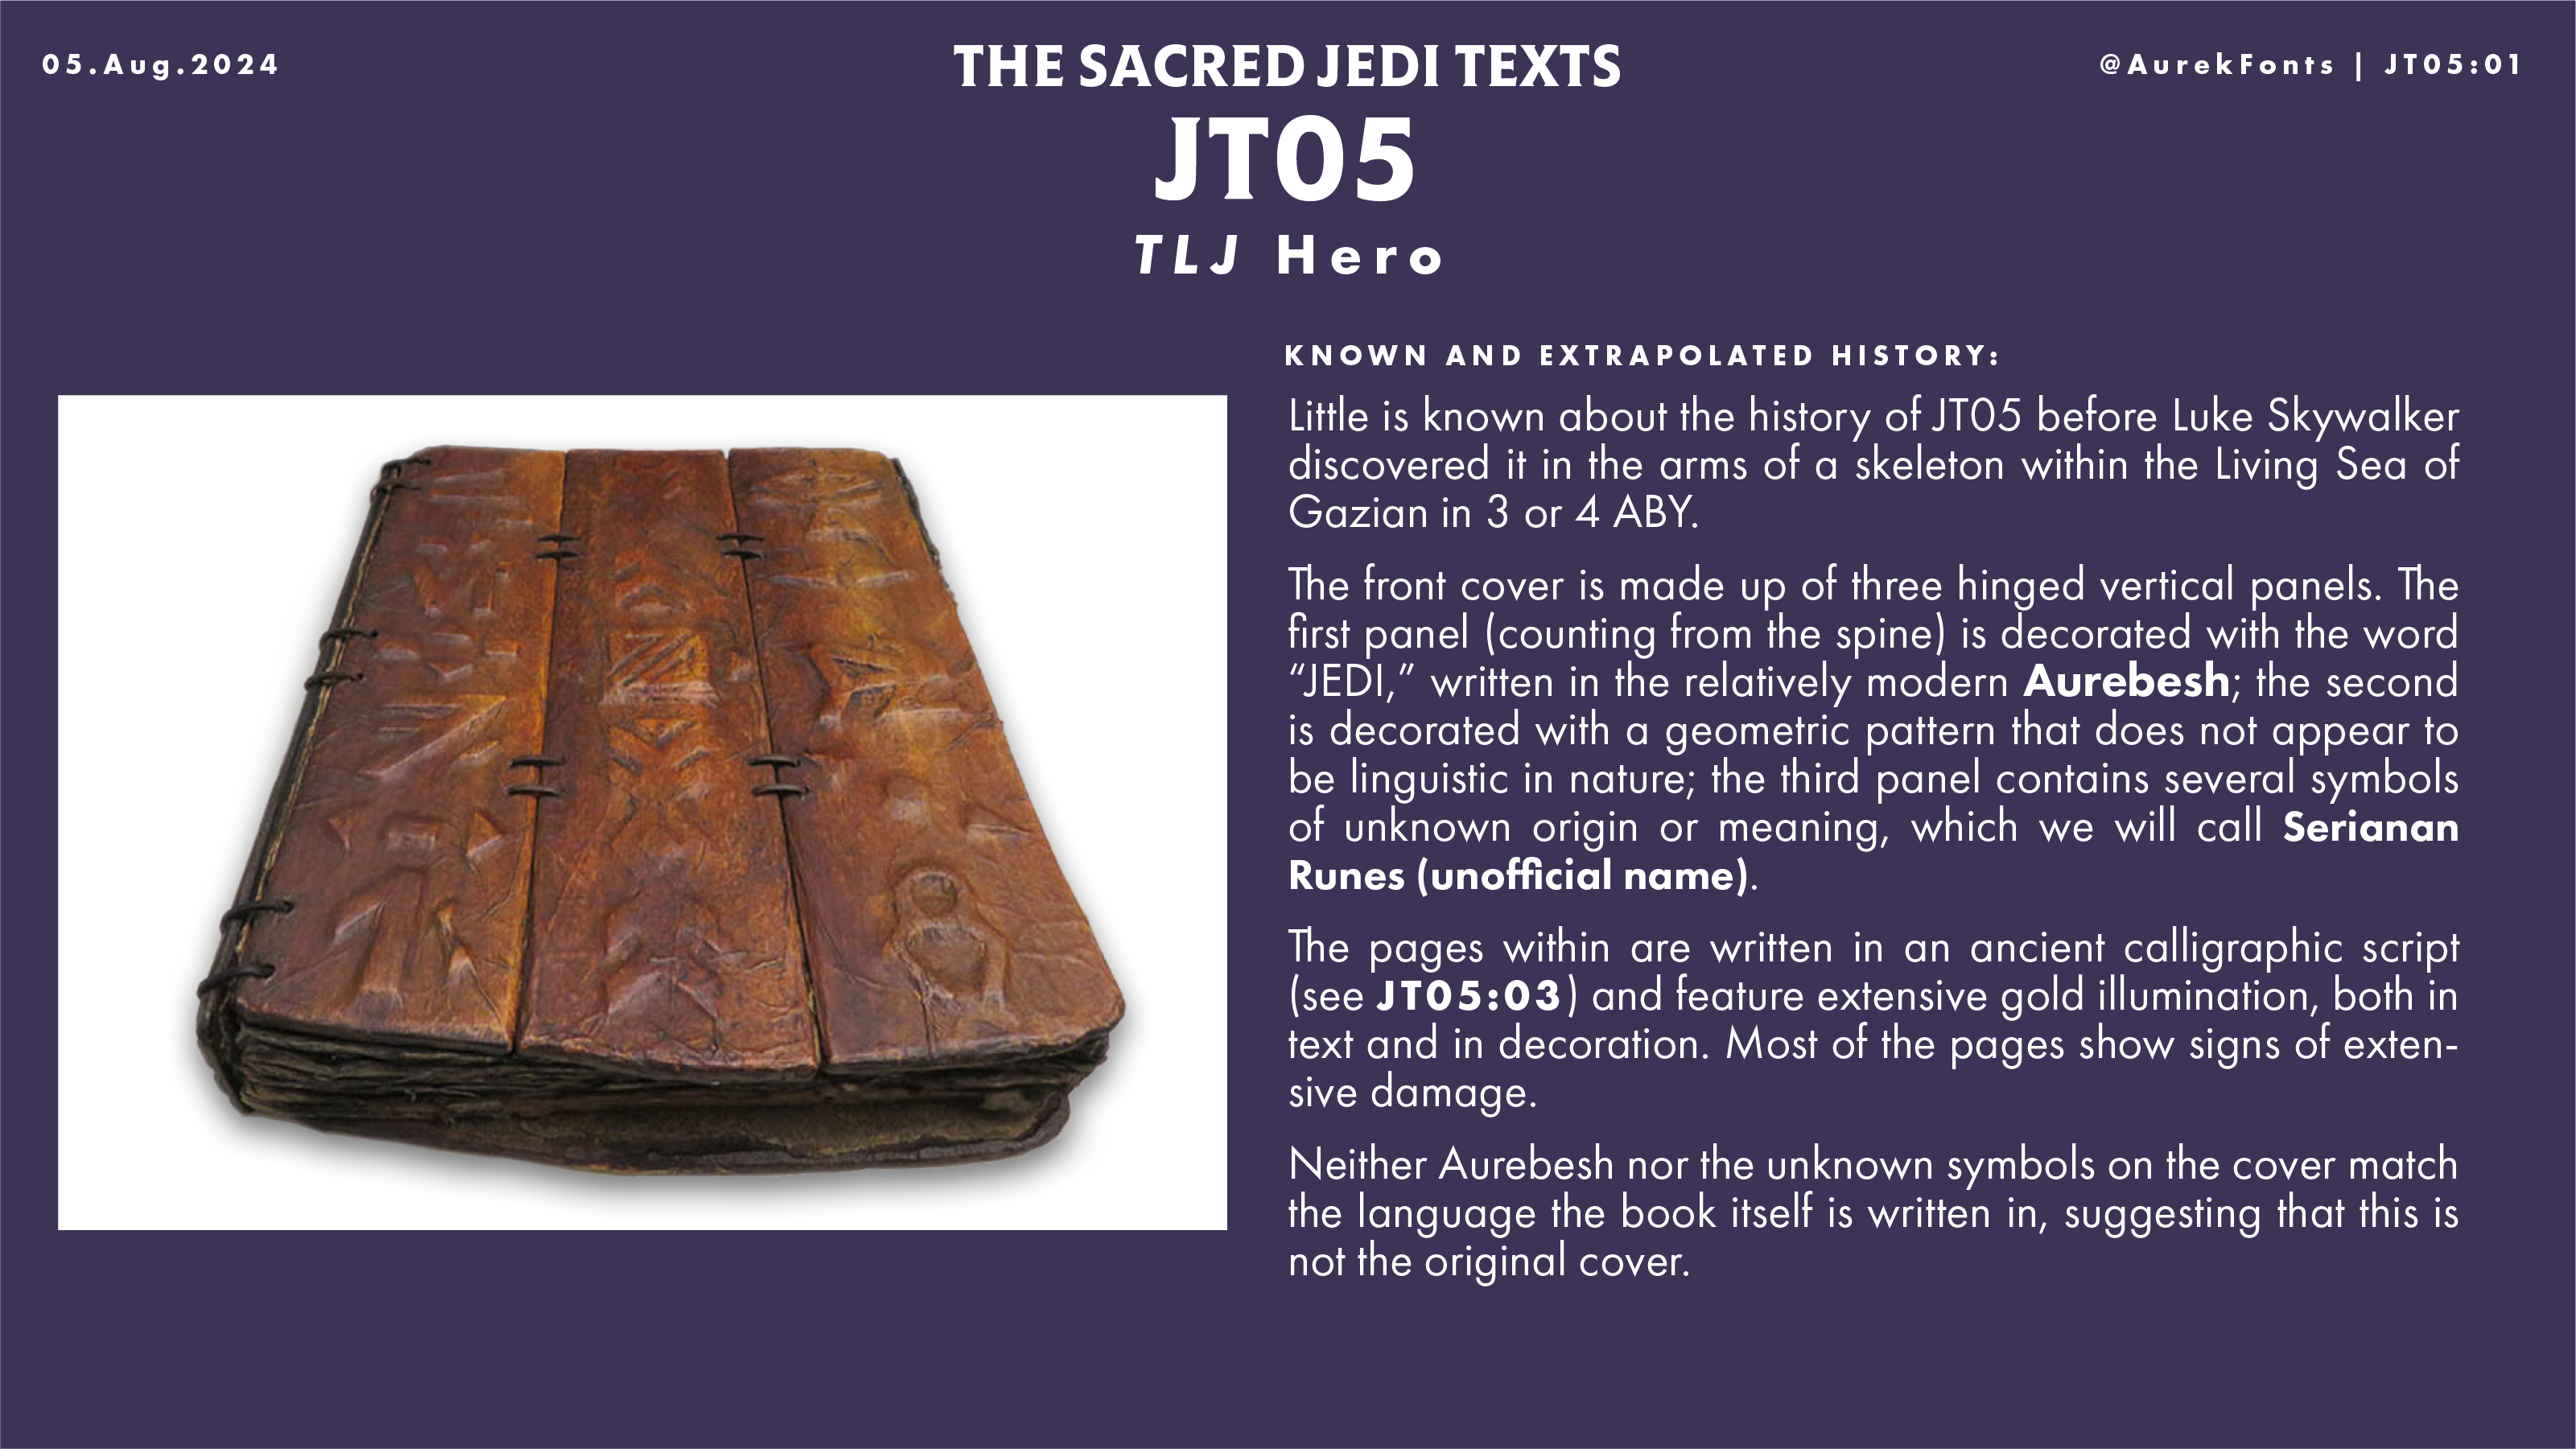 05.Aug.2024
THE SACRED JEDI TEXTS
@AurekFonts | JT05:01
JT05
TLJ Hero
KNOWN AND EXTRAPOLATED HISTORY:
Little is known about the history of JT05 before Luke Skywalker
discovered it in the arms of a skeleton within the Living Sea of
Gazian in 3 or 4 ABY.
The front cover is made up of three hinged vertical panels. The
first panel (counting from the spine) is decorated with the word
“JEDI,” written in the relatively modern Aurebesh; the second
is decorated with a geometric pattern that does not appear to
be linguistic in nature; the third panel contains several symbols
of unknown origin or meaning, which we will call Serianan
Runes (unofficial name).
The pages within are written in an ancient calligraphic script
(see JT05:03) and feature extensive gold illumination, both in
text and in decoration. Most of the pages show signs of exten-
sive damage.
Neither Aurebesh nor the unknown symbols on the cover match
the language the book itself is written in, suggesting that this is
not the original cover.